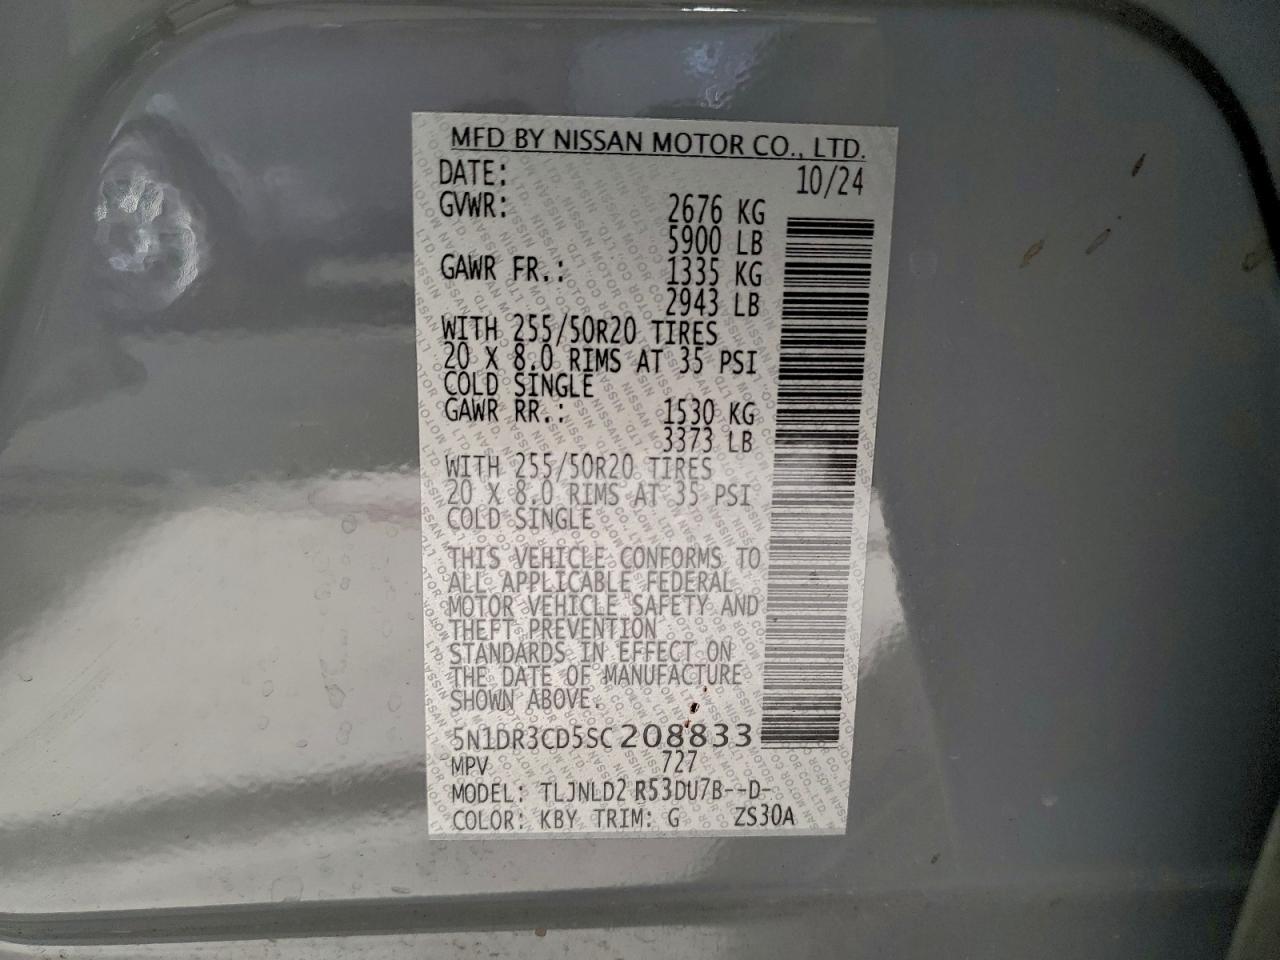 MFD BY NISSAN MOTOR CO., LTD.
DATE: 10/24
GVWR: 2676 KG
5900 LB
GAWR FR.: 1335 KG
2943 LB
WITH 255/50R20 TIRES
20 X 8.0 RIMS AT 35 PSI
COLD SINGLE
GAWR RR.: 1530 KG
3373 LB
WITH 255/50R20 TIRES
20 X 8.0 RIMS AT 35 PSI
COLD SINGLE
THIS VEHICLE CONFORMS TO
ALL APPLICABLE FEDERAL
MOTOR VEHICLE SAFETY AND
THEFT PREVENTION
STANDARDS IN EFFECT ON
THE DATE OF MANUFACTURE
SHOWN ABOVE.
5N1DR3CD5SC208833
MPV 727
MODEL: TLJNLD2 R53DU7B--D-
COLOR: KBY TRIM: G ZS30A